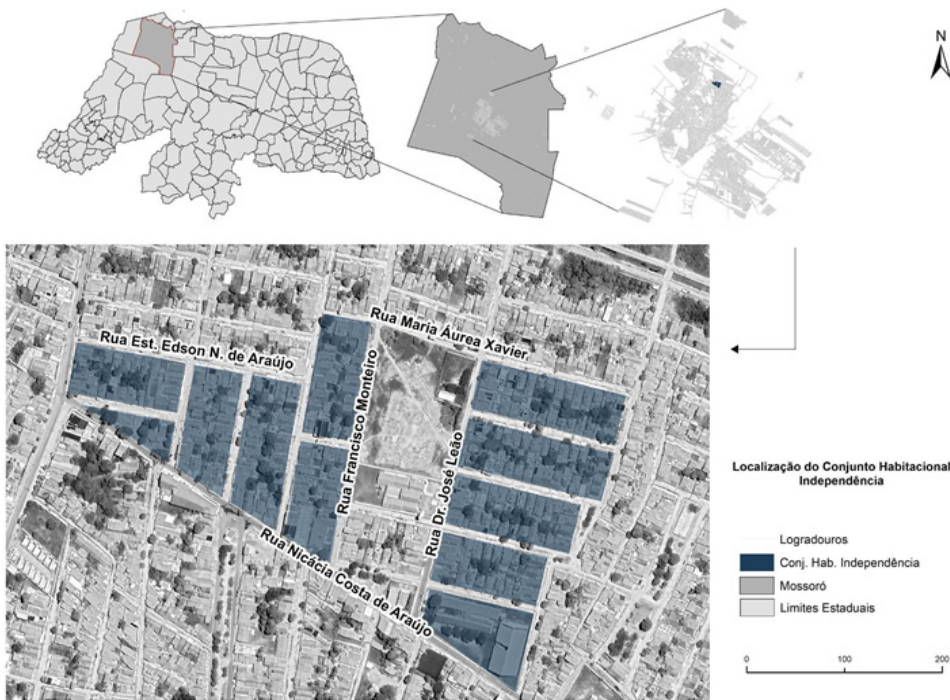 N
Rua Maria Áurea Xavier
Rua Est. Edson N. de Araújo
Rua Francisco Monteiro
Rua Dr. José Leão
Rua Nicácia Costa de Araújo
Localização do Conjunto Habitacional
Independência
Logradouros
Conj. Hab. Independência
Mossoró
Limites Estaduais
0 100 200